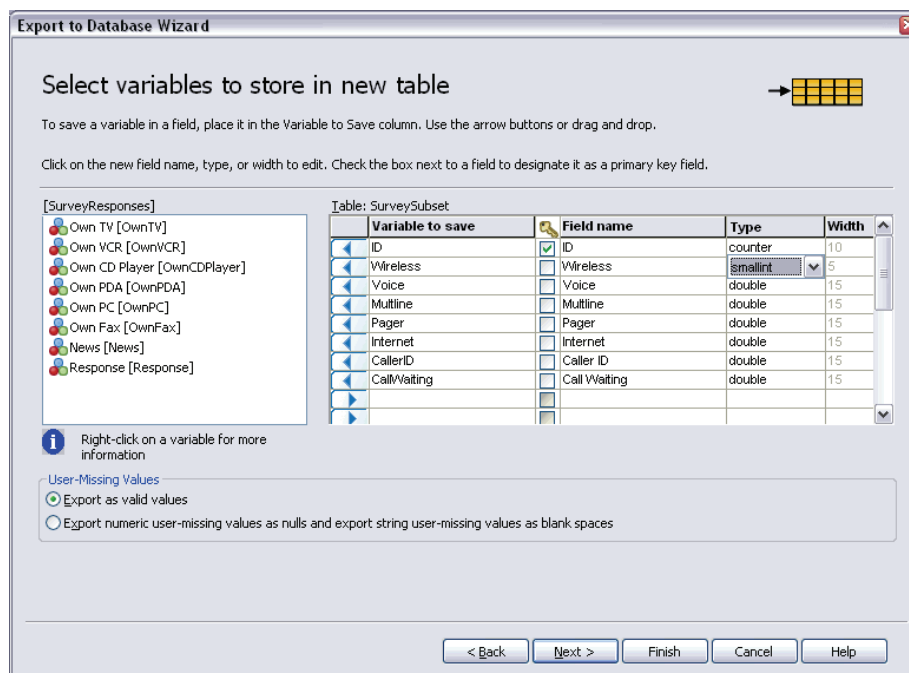 Export to Database Wizard
Select variables to store in new table
To save a variable in a field, place it in the Variable to Save column. Use the arrow buttons or drag and drop.
Click on the new field name, type, or width to edit. Check the box next to a field to designate it as a primary key field.
[SurveyResponses]
Own TV [OwnTV]
Own VCR [OwnVCR]
Own CD Player [OwnCDPlayer]
Own PDA [OwnPDA]
Own PC [OwnPC]
Own Fax [OwnFax]
News [News]
Response [Response]
Table: SurveySubset
Variable to save Field name Type Width
ID ID counter 10
Wireless Wireless smallint 5
Voice Voice double 15
Multline Multline double 15
Pager Pager double 15
Internet Internet double 15
CallerID Caller ID double 15
CallWaiting Call Waiting double 15
Right-click on a variable for more
information
User-Missing Values
Export as valid values
Export numeric user-missing values as nulls and export string user-missing values as blank spaces
< Back Next > Finish Cancel Help